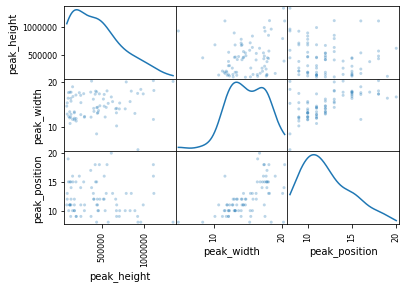 peak_height
1000000
500000
peak_width
20
10
peak_position
20
15
10
500000
1000000
peak_height
10
20
peak_width
10
15
20
peak_position